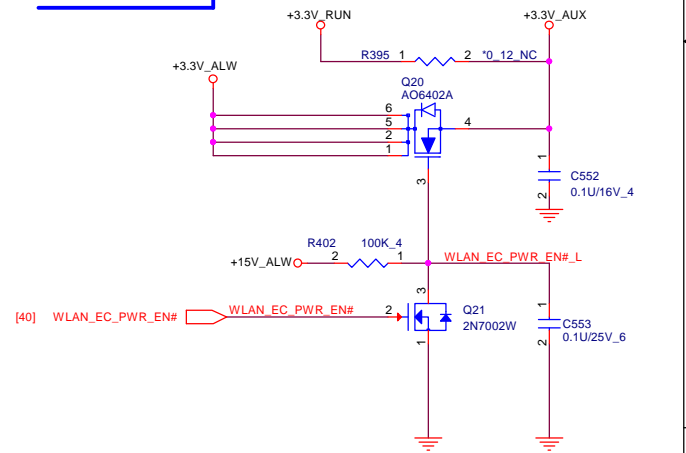 +3.3V_RUN
+3.3V_AUX
R395 1 2 *0_12_NC
+3.3V_ALW
Q20
AO6402A
6
5
2
1
4
3
1
C552
2
0.1U/16V_4
R402 100K_4
+15V_ALW 2 1 WLAN_EC_PWR_EN#_L
3
[40] WLAN_EC_PWR_EN# WLAN_EC_PWR_EN# 2
Q21
2N7002W
1
1
C553
2
0.1U/25V_6